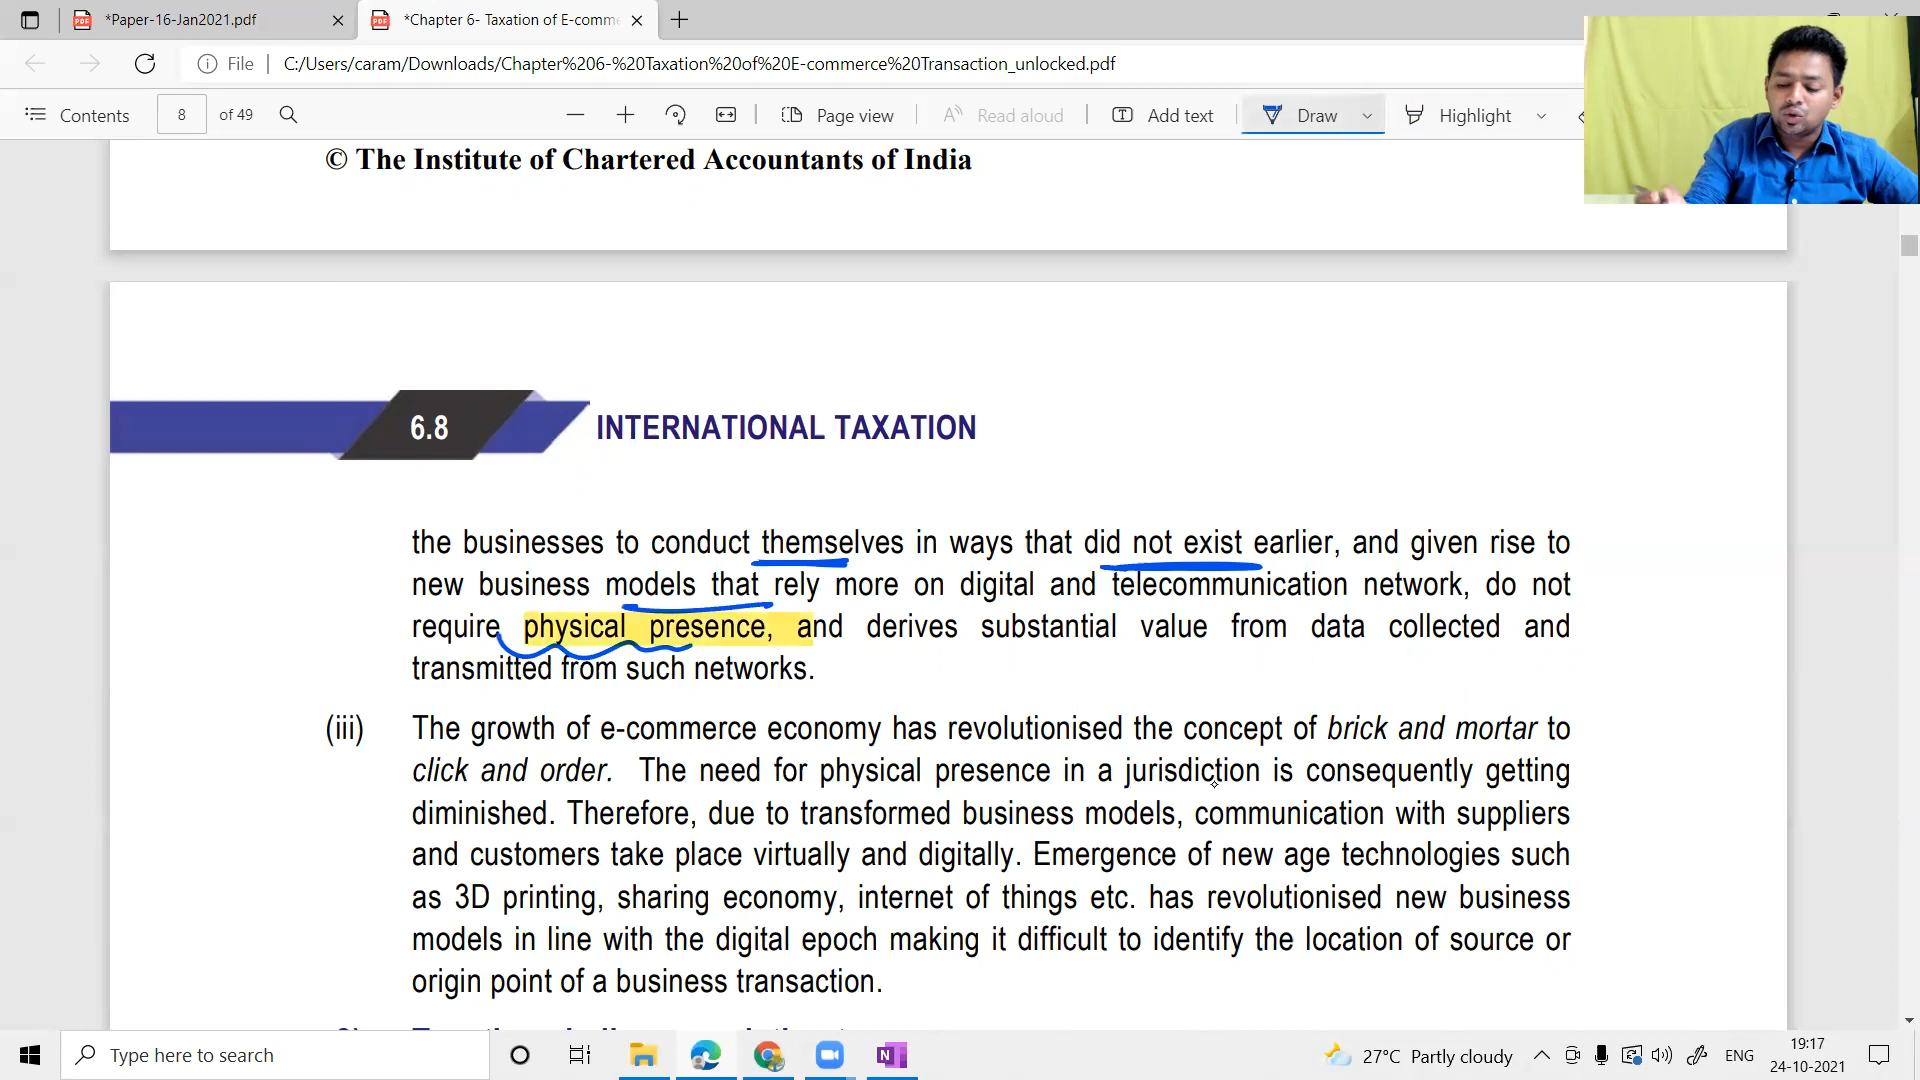 *Paper-16-Jan2021.pdf
*Chapter 6- Taxation of E-comme
File
C:/Users/caram/Downloads/Chapter%206-%20Taxation%20of%20E-commerce%20Transaction_unlocked.pdf
Contents
8
of 49
Page view
Read aloud
Add text
Draw
Highlight
© The Institute of Chartered Accountants of India
6.8
INTERNATIONAL TAXATION
the businesses to conduct themselves in ways that did not exist earlier, and given rise to
new business models that rely more on digital and telecommunication network, do not
require physical presence, and derives substantial value from data collected and
transmitted from such networks.
(iii) The growth of e-commerce economy has revolutionised the concept of brick and mortar to
click and order. The need for physical presence in a jurisdiction is consequently getting
diminished. Therefore, due to transformed business models, communication with suppliers
and customers take place virtually and digitally. Emergence of new age technologies such
as 3D printing, sharing economy, internet of things etc. has revolutionised new business
models in line with the digital epoch making it difficult to identify the location of source or
origin point of a business transaction.
Type here to search
27°C Partly cloudy
ENG
19:17
24-10-2021